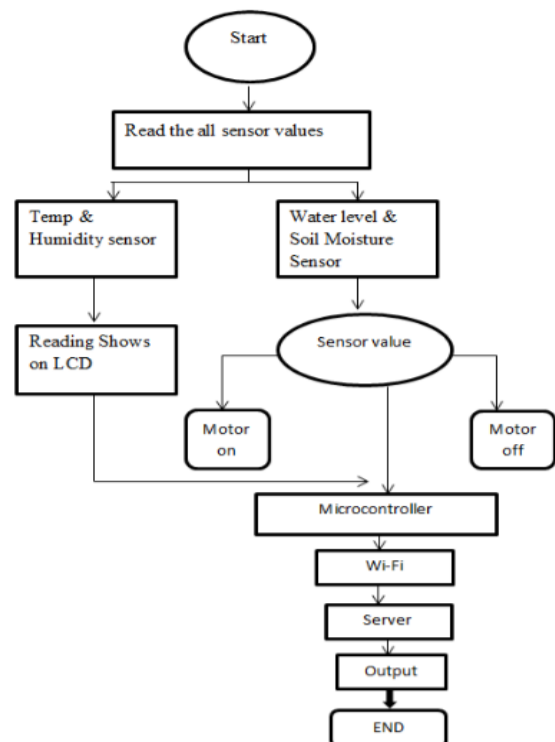 Start
Read the all sensor values
Temp &
Humidity sensor
Water level &
Soil Moisture
Sensor
Reading Shows
on LCD
Sensor value
Motor
on
Motor
off
Microcontroller
Wi-Fi
Server
Output
END